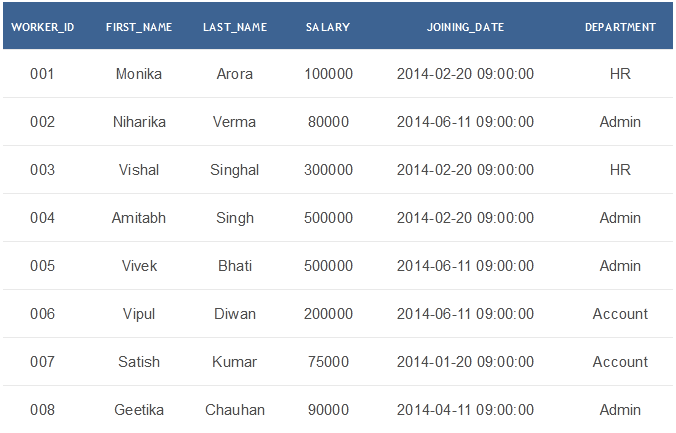 WORKER_ID FIRST_NAME LAST_NAME SALARY JOINING_DATE DEPARTMENT
001 Monika Arora 100000 2014-02-20 09:00:00 HR
002 Niharika Verma 80000 2014-06-11 09:00:00 Admin
003 Vishal Singhal 300000 2014-02-20 09:00:00 HR
004 Amitabh Singh 500000 2014-02-20 09:00:00 Admin
005 Vivek Bhati 500000 2014-06-11 09:00:00 Admin
006 Vipul Diwan 200000 2014-06-11 09:00:00 Account
007 Satish Kumar 75000 2014-01-20 09:00:00 Account
008 Geetika Chauhan 90000 2014-04-11 09:00:00 Admin